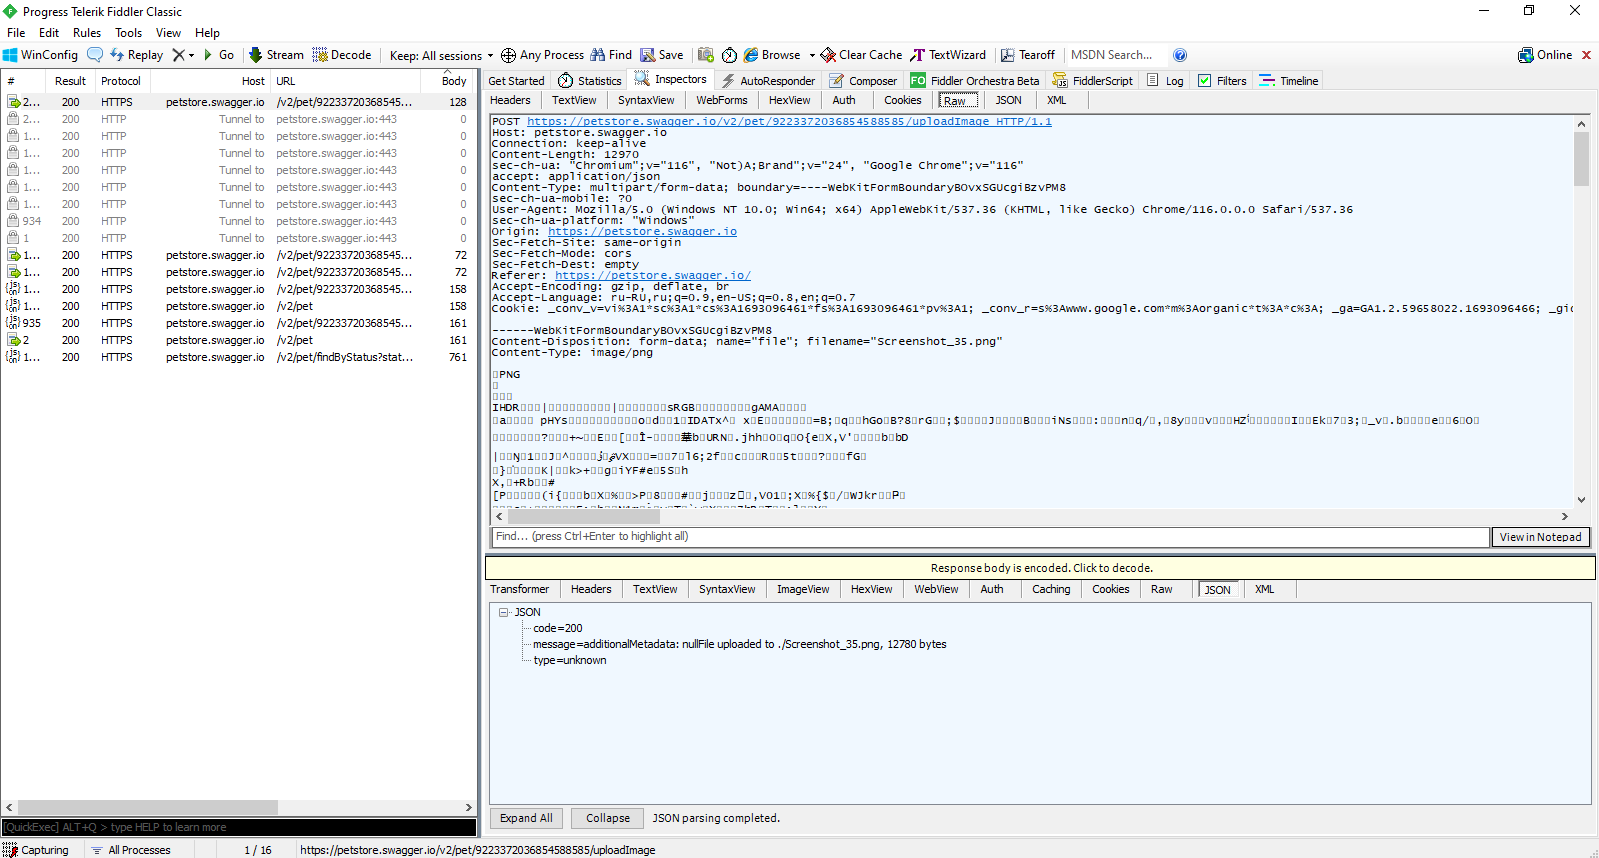 Progress Telerik Fiddler Classic
File Edit Rules Tools View Help
WinConfig Replay Go Stream Decode Keep: All sessions Any Process Find Save Browse Clear Cache TextWizard Tearoff MSDN Search... Online
# Result Protocol Host URL Body
2... 200 HTTPS petstore.swagger.io /v2/pet/92233720368545... 128
2... 200 HTTP Tunnel to petstore.swagger.io:443 0
1... 200 HTTP Tunnel to petstore.swagger.io:443 0
1... 200 HTTP Tunnel to petstore.swagger.io:443 0
1... 200 HTTP Tunnel to petstore.swagger.io:443 0
1... 200 HTTP Tunnel to petstore.swagger.io:443 0
1... 200 HTTP Tunnel to petstore.swagger.io:443 0
934 200 HTTP Tunnel to petstore.swagger.io:443 0
1 200 HTTP Tunnel to petstore.swagger.io:443 0
1... 200 HTTPS petstore.swagger.io /v2/pet/92233720368545... 72
1... 200 HTTPS petstore.swagger.io /v2/pet/92233720368545... 72
1... 200 HTTPS petstore.swagger.io /v2/pet/92233720368545... 158
1... 200 HTTPS petstore.swagger.io /v2/pet 158
935 200 HTTPS petstore.swagger.io /v2/pet/92233720368545... 161
2 200 HTTPS petstore.swagger.io /v2/pet 161
1... 200 HTTPS petstore.swagger.io /v2/pet/findByStatus?stat... 761
[QuickExec] ALT+Q > type HELP to learn more
Get Started Statistics Inspectors AutoResponder Composer FO Fiddler Orchestra Beta FiddlerScript Log Filters Timeline
Headers TextView SyntaxView WebForms HexView Auth Cookies Raw JSON XML
POST https://petstore.swagger.io/v2/pet/9223372036854588585/uploadImage HTTP/1.1
Host: petstore.swagger.io
Connection: keep-alive
Content-Length: 12970
sec-ch-ua: "Chromium";v="116", "Not)A;Brand";v="24", "Google Chrome";v="116"
accept: application/json
Content-Type: multipart/form-data; boundary=----WebKitFormBoundaryBOvxSGUcgiBzvPM8
sec-ch-ua-mobile: ?0
User-Agent: Mozilla/5.0 (Windows NT 10.0; Win64; x64) AppleWebKit/537.36 (KHTML, like Gecko) Chrome/116.0.0.0 Safari/537.36
sec-ch-ua-platform: "Windows"
Origin: https://petstore.swagger.io
Sec-Fetch-Site: same-origin
Sec-Fetch-Mode: cors
Sec-Fetch-Dest: empty
Referer: https://petstore.swagger.io/
Accept-Encoding: gzip, deflate, br
Accept-Language: ru-RU,ru;q=0.9,en-US;q=0.8,en;q=0.7
Cookie: _conv_v=vi%3A1*sc%3A1*cs%3A1693096461*fs%3A1693096461*pv%3A1; _conv_r=s%3Awww.google.com*m%3Aorganic*t%3A*c%3A; _ga=GA1.2.59658022.1693096466; _gid
------WebKitFormBoundaryBOvxSGUcgiBzvPM8
Content-Disposition: form-data; name="file"; filename="Screenshot_35.png"
Content-Type: image/png
PNG
Find... (press Ctrl+Enter to highlight all) View in Notepad
Response body is encoded. Click to decode.
Transformer Headers TextView SyntaxView ImageView HexView WebView Auth Caching Cookies Raw JSON XML
JSON
code=200
message=additionalMetadata: nullFile uploaded to ./Screenshot_35.png, 12780 bytes
type=unknown
Expand All Collapse JSON parsing completed.
Capturing All Processes 1 / 16 https://petstore.swagger.io/v2/pet/9223372036854588585/uploadImage